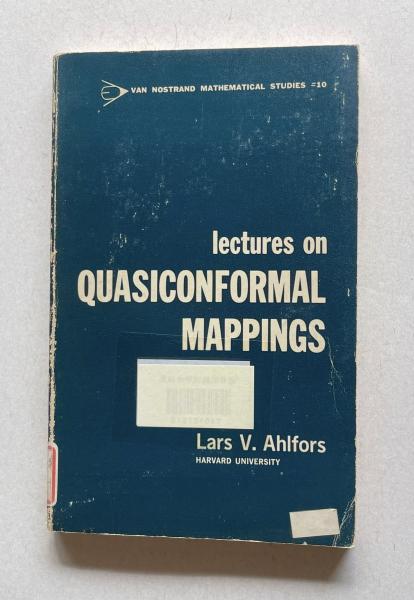 VAN NOSTRAND MATHEMATICAL STUDIES #10
lectures on
QUASICONFORMAL
MAPPINGS
Lars V. Ahlfors
HARVARD UNIVERSITY